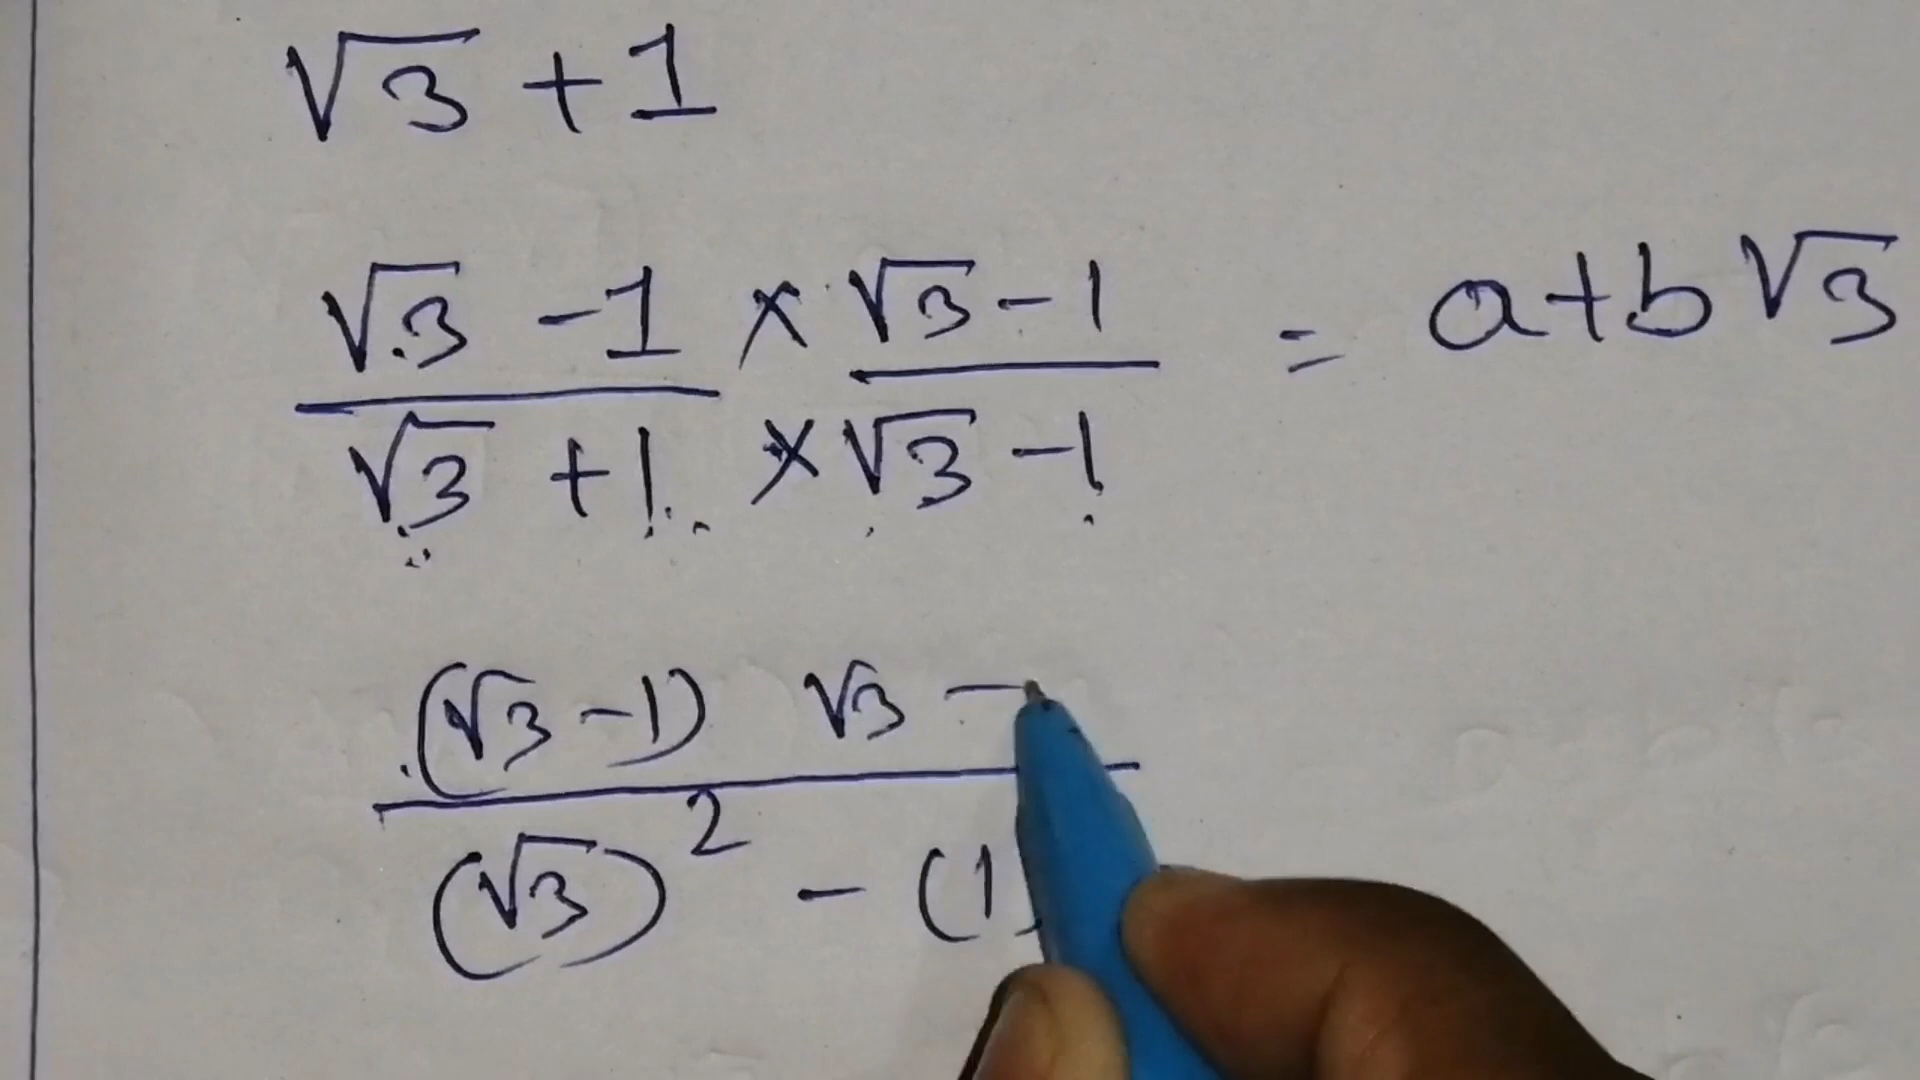 √3 + 1
√3 - 1 × √3 - 1 = a+b√3
√3 + 1 × √3 - 1
(√3 - 1) √3 -
(√3)² - (1)